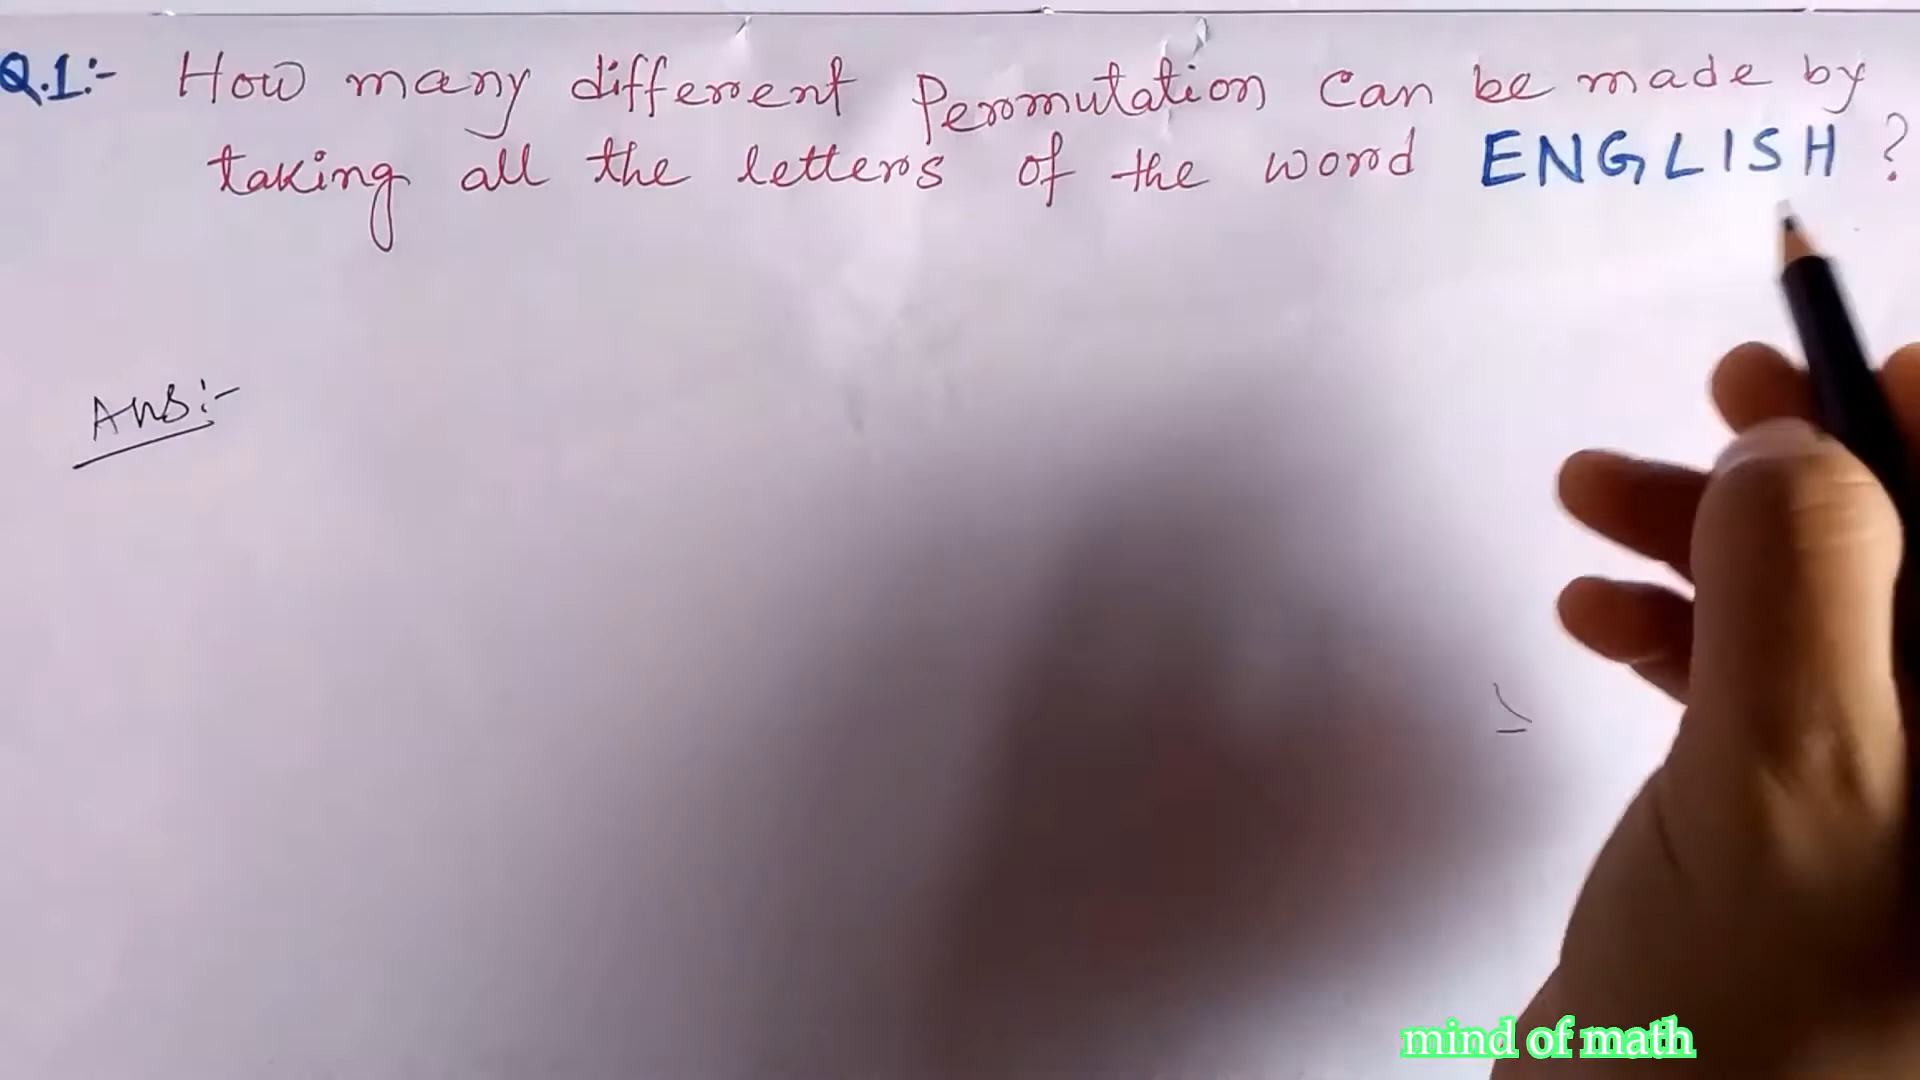 Q.1:- How many different Permutation can be made by
taking all the letters of the word ENGLISH ?
Ans:-
mind of math